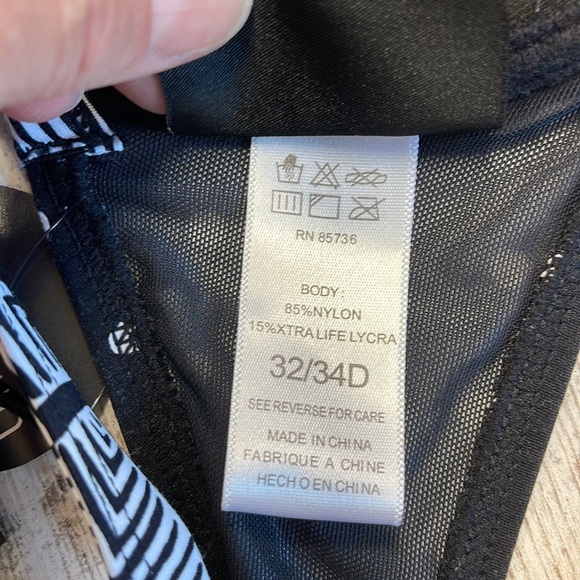 RN 85736
BODY:
85%NYLON
15%XTRA LIFE LYCRA
32/34D
SEE REVERSE FOR CARE
MADE IN CHINA
FABRIQUE A CHINE
HECHO EN CHINA